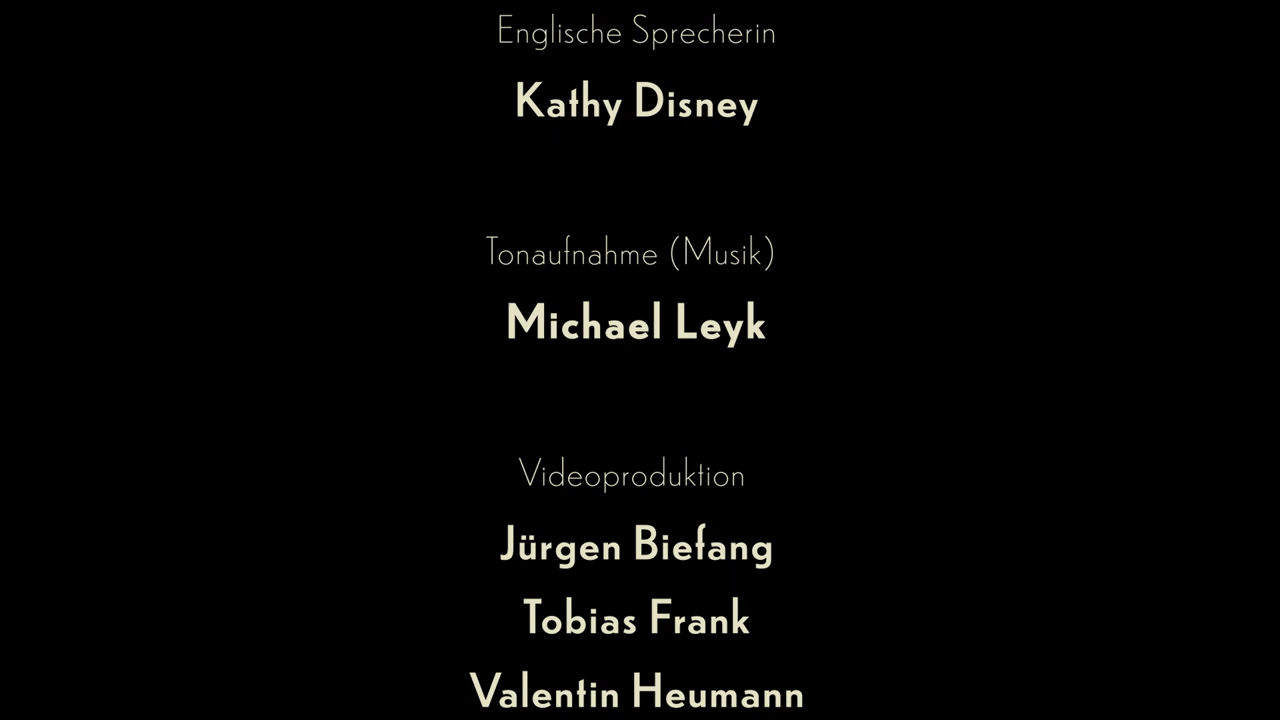 Englische Sprecherin
Kathy Disney
Tonaufnahme (Musik)
Michael Leyk
Videoproduktion
Jürgen Biefang
Tobias Frank
Valentin Heumann